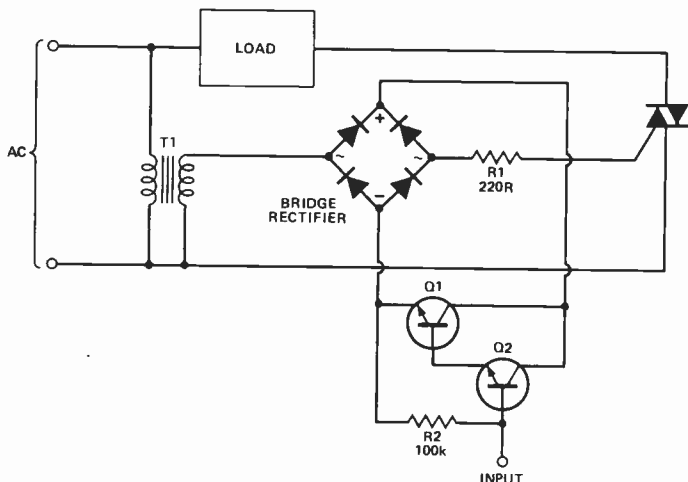 LOAD
AC
T1
+
~
~
−
BRIDGE
RECTIFIER
R1
220R
Q1
Q2
R2
100k
INPUT